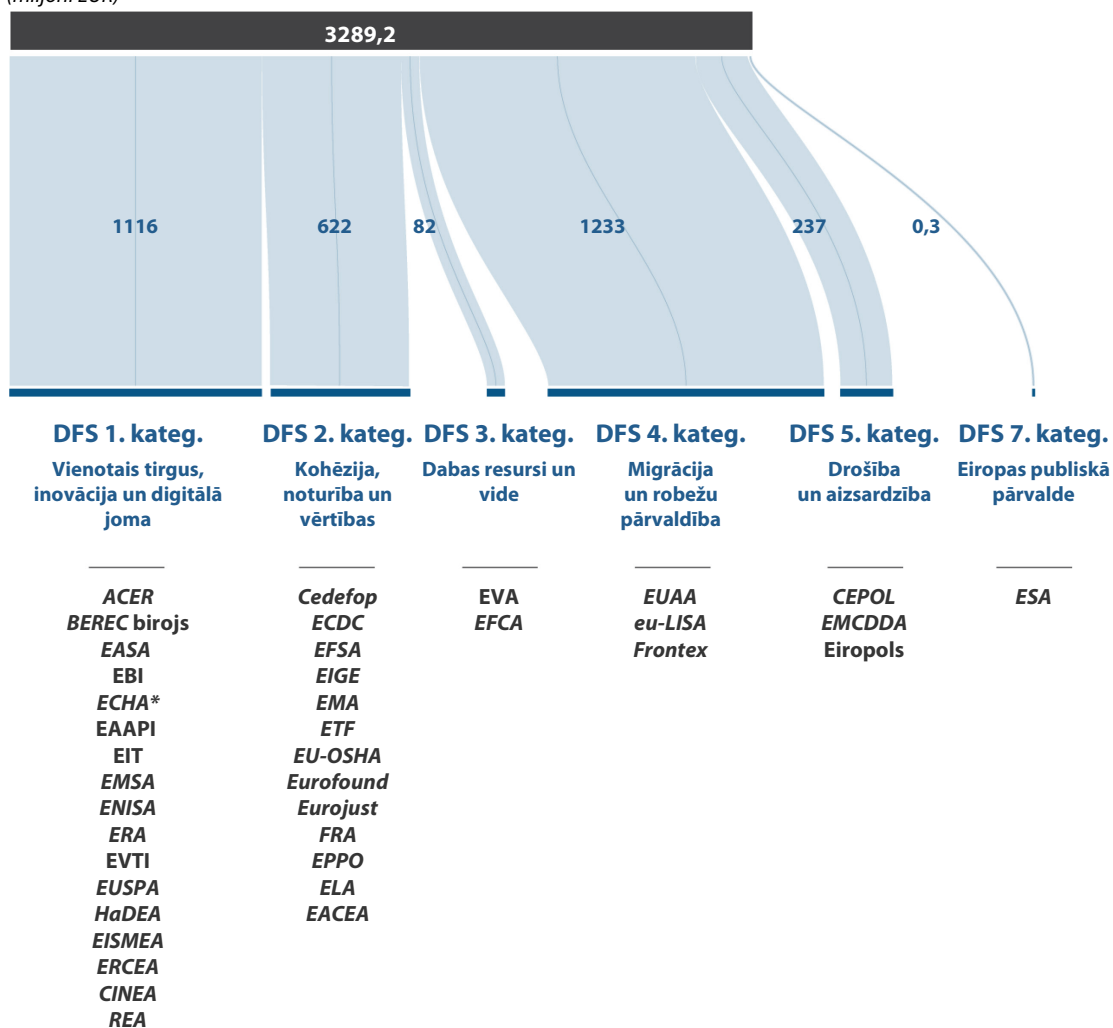 (miljoni EUR)
3289,2
1116
622
82
1233
237
0,3
DFS 1. kateg.
Vienotais tirgus,
inovācija un digitālā
joma
ACER
BEREC birojs
EASA
EBI
ECHA*
EAAPI
EIT
EMSA
ENISA
ERA
EVTI
EUSPA
HaDEA
EISMEA
ERCEA
CINEA
REA
DFS 2. kateg.
Kohēzija,
noturība un
vērtības
Cedefop
ECDC
EFSA
EIGE
EMA
ETF
EU-OSHA
Eurofound
Eurojust
FRA
EPPO
ELA
EACEA
DFS 3. kateg.
Dabas resursi un
vide
EVA
EFCA
DFS 4. kateg.
Migrācija
un robežu
pārvaldība
EUAA
eu-LISA
Frontex
DFS 5. kateg.
Drošība
un aizsardzība
CEPOL
EMCDDA
Eiropols
DFS 7. kateg.
Eiropas publiskā
pārvalde
ESA